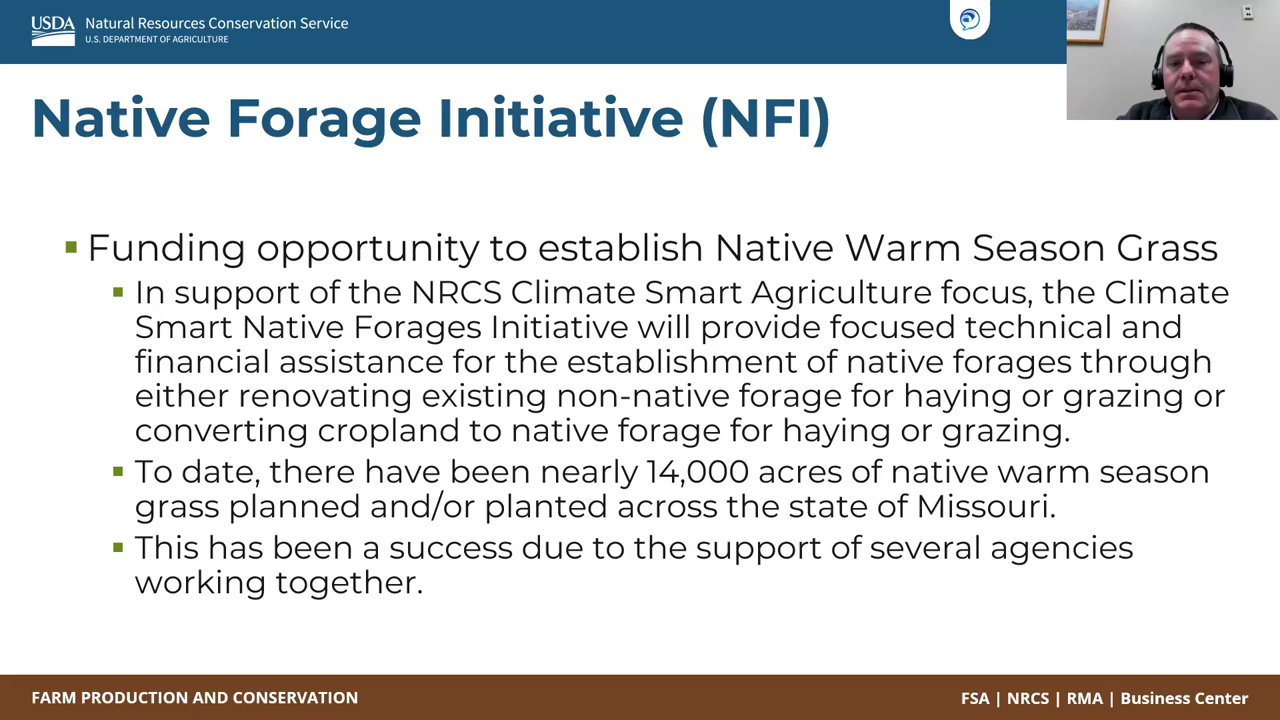 USDA Natural Resources Conservation Service
U.S. DEPARTMENT OF AGRICULTURE
Native Forage Initiative (NFI)
▪ Funding opportunity to establish Native Warm Season Grass
▪ In support of the NRCS Climate Smart Agriculture focus, the Climate
Smart Native Forages Initiative will provide focused technical and
financial assistance for the establishment of native forages through
either renovating existing non-native forage for haying or grazing or
converting cropland to native forage for haying or grazing.
▪ To date, there have been nearly 14,000 acres of native warm season
grass planned and/or planted across the state of Missouri.
▪ This has been a success due to the support of several agencies
working together.
FARM PRODUCTION AND CONSERVATION
FSA | NRCS | RMA | Business Center